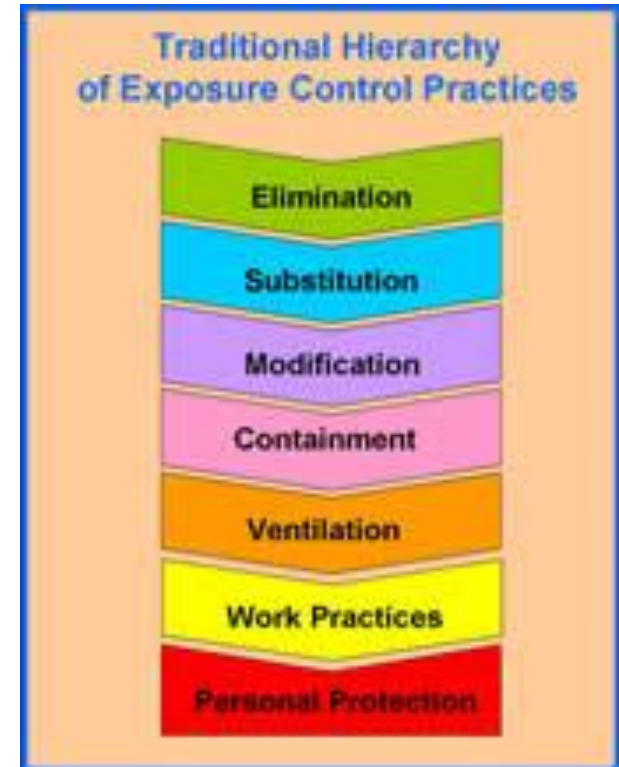 Traditional Hierarchy
of Exposure Control Practices
Elimination
Substitution
Modification
Containment
Ventilation
Work Practices
Personal Protection